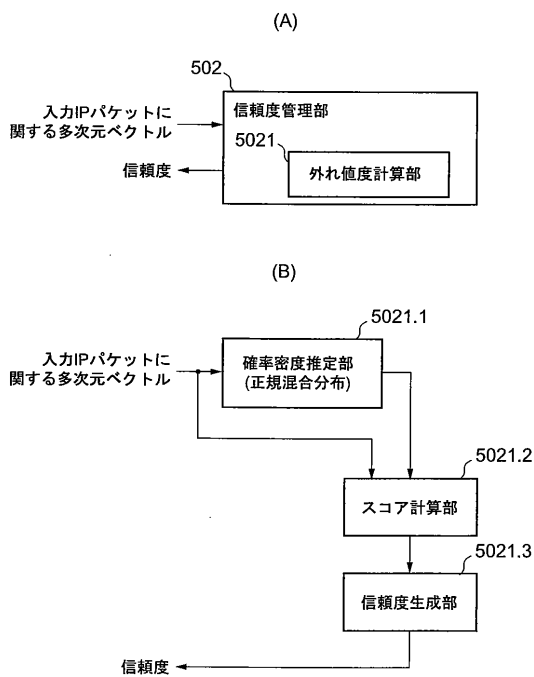 (A)
502
入力IPパケットに
関する多次元ベクトル
信頼度管理部
5021
外れ値度計算部
信頼度
(B)
5021.1
入力IPパケットに
関する多次元ベクトル
確率密度推定部
(正規混合分布)
5021.2
スコア計算部
5021.3
信頼度生成部
信頼度